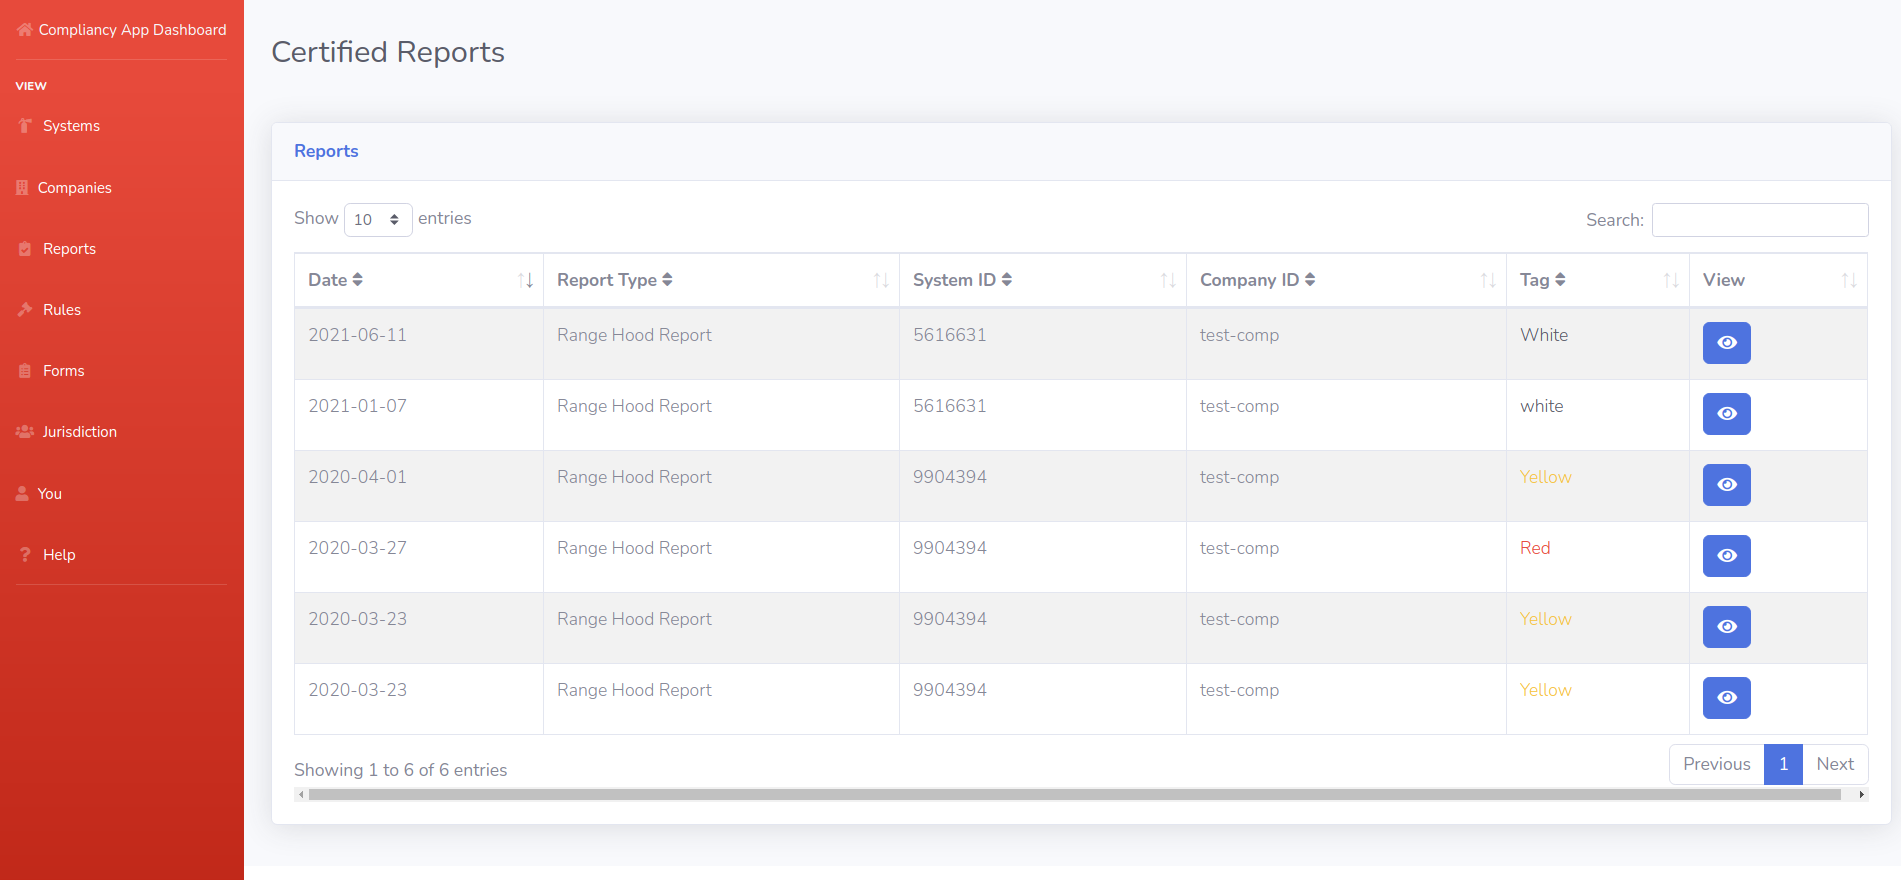 Compliancy App Dashboard
VIEW
Systems
Companies
Reports
Rules
Forms
Jurisdiction
You
Help
Certified Reports
Reports
Show 10 entries
Search:
Date Report Type System ID Company ID Tag View
2021-06-11 Range Hood Report 5616631 test-comp White
2021-01-07 Range Hood Report 5616631 test-comp white
2020-04-01 Range Hood Report 9904394 test-comp Yellow
2020-03-27 Range Hood Report 9904394 test-comp Red
2020-03-23 Range Hood Report 9904394 test-comp Yellow
2020-03-23 Range Hood Report 9904394 test-comp Yellow
Showing 1 to 6 of 6 entries
Previous 1 Next